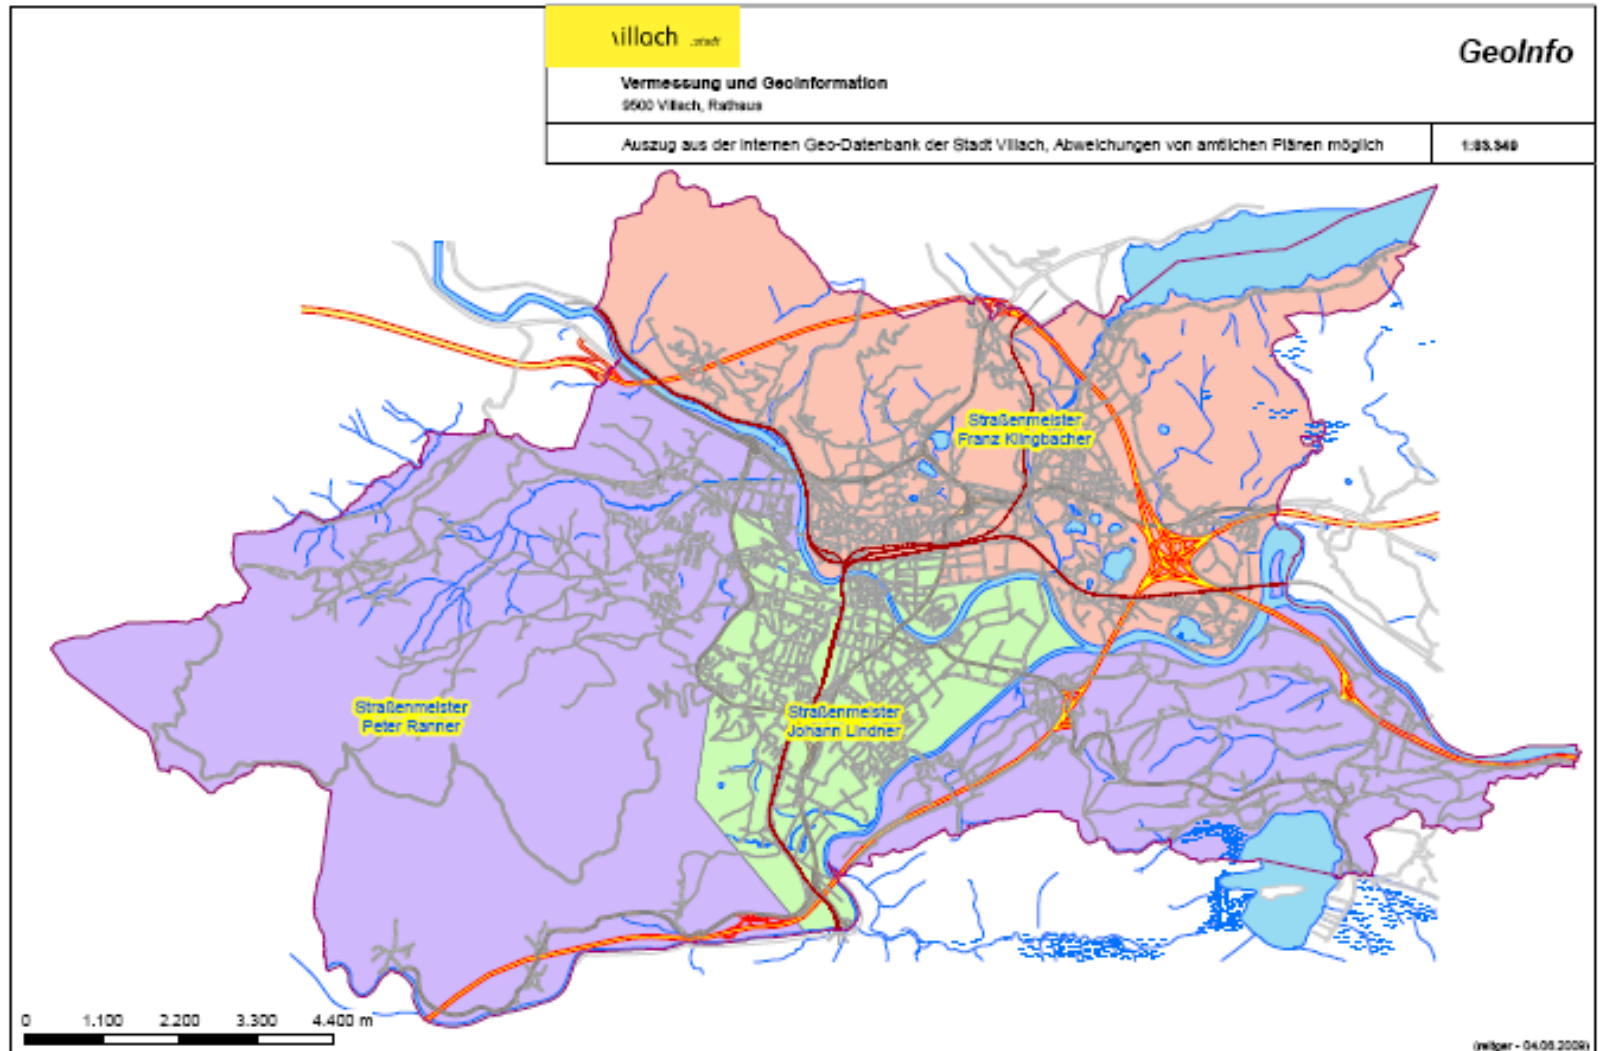 villach :stadt
GeoInfo
Vermessung und Geoinformation
9500 Villach, Rathaus
Auszug aus der internen Geo-Datenbank der Stadt Villach, Abweichungen von amtlichen Plänen möglich
Straßenmeister
Franz Klingbacher
Straßenmeister
Peter Ranner
Straßenmeister
Johann Lindner
0 1.100 2.200 3.300 4.400 m